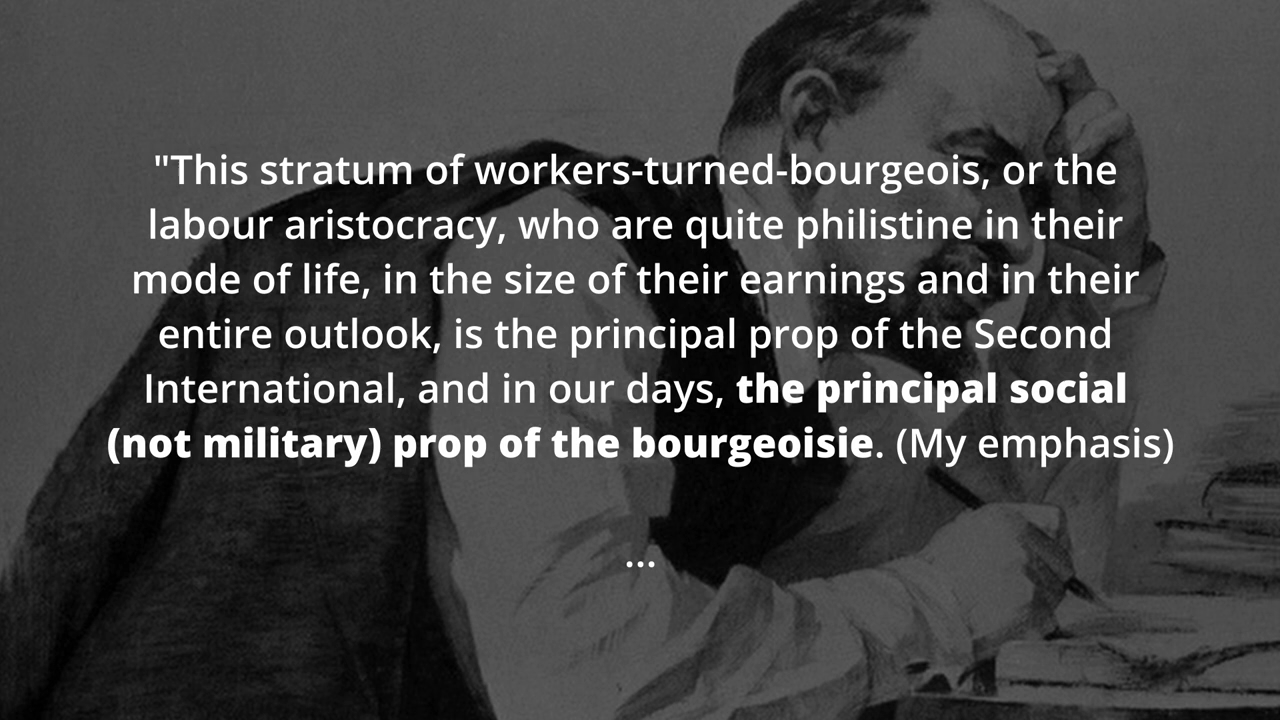 "This stratum of workers-turned-bourgeois, or the
labour aristocracy, who are quite philistine in their
mode of life, in the size of their earnings and in their
entire outlook, is the principal prop of the Second
International, and in our days, the principal social
(not military) prop of the bourgeoisie. (My emphasis)
...